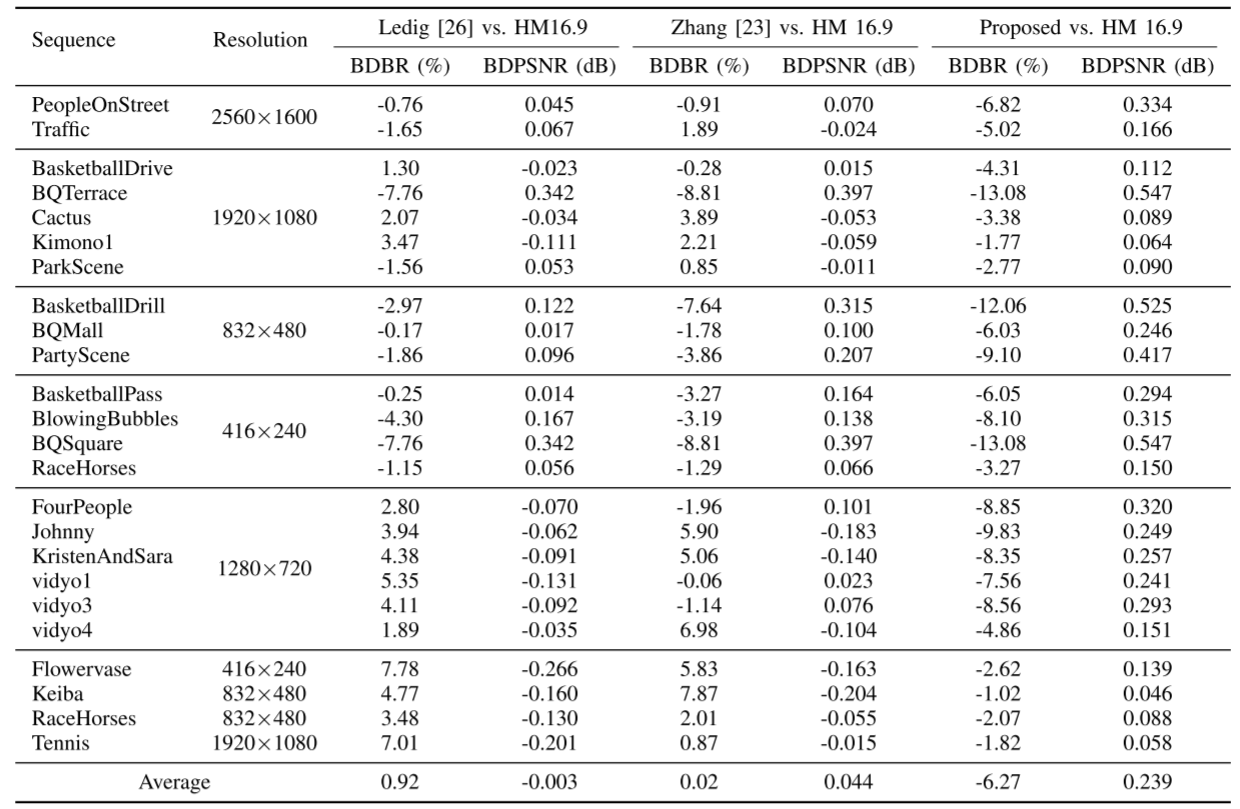 Sequence Resolution Ledig [26] vs. HM16.9 Zhang [23] vs. HM 16.9 Proposed vs. HM 16.9
BDBR (%) BDPSNR (dB) BDBR (%) BDPSNR (dB) BDBR (%) BDPSNR (dB)
PeopleOnStreet 2560×1600 -0.76 0.045 -0.91 0.070 -6.82 0.334
Traffic -1.65 0.067 1.89 -0.024 -5.02 0.166
BasketballDrive 1.30 -0.023 -0.28 0.015 -4.31 0.112
BQTerrace -7.76 0.342 -8.81 0.397 -13.08 0.547
Cactus 1920×1080 2.07 -0.034 3.89 -0.053 -3.38 0.089
Kimono1 3.47 -0.111 2.21 -0.059 -1.77 0.064
ParkScene -1.56 0.053 0.85 -0.011 -2.77 0.090
BasketballDrill -2.97 0.122 -7.64 0.315 -12.06 0.525
BQMall 832×480 -0.17 0.017 -1.78 0.100 -6.03 0.246
PartyScene -1.86 0.096 -3.86 0.207 -9.10 0.417
BasketballPass -0.25 0.014 -3.27 0.164 -6.05 0.294
BlowingBubbles 416×240 -4.30 0.167 -3.19 0.138 -8.10 0.315
BQSquare -7.76 0.342 -8.81 0.397 -13.08 0.547
RaceHorses -1.15 0.056 -1.29 0.066 -3.27 0.150
FourPeople 2.80 -0.070 -1.96 0.101 -8.85 0.320
Johnny 3.94 -0.062 5.90 -0.183 -9.83 0.249
KristenAndSara 1280×720 4.38 -0.091 5.06 -0.140 -8.35 0.257
vidyo1 5.35 -0.131 -0.06 0.023 -7.56 0.241
vidyo3 4.11 -0.092 -1.14 0.076 -8.56 0.293
vidyo4 1.89 -0.035 6.98 -0.104 -4.86 0.151
Flowervase 416×240 7.78 -0.266 5.83 -0.163 -2.62 0.139
Keiba 832×480 4.77 -0.160 7.87 -0.204 -1.02 0.046
RaceHorses 832×480 3.48 -0.130 2.01 -0.055 -2.07 0.088
Tennis 1920×1080 7.01 -0.201 0.87 -0.015 -1.82 0.058
Average 0.92 -0.003 0.02 0.044 -6.27 0.239